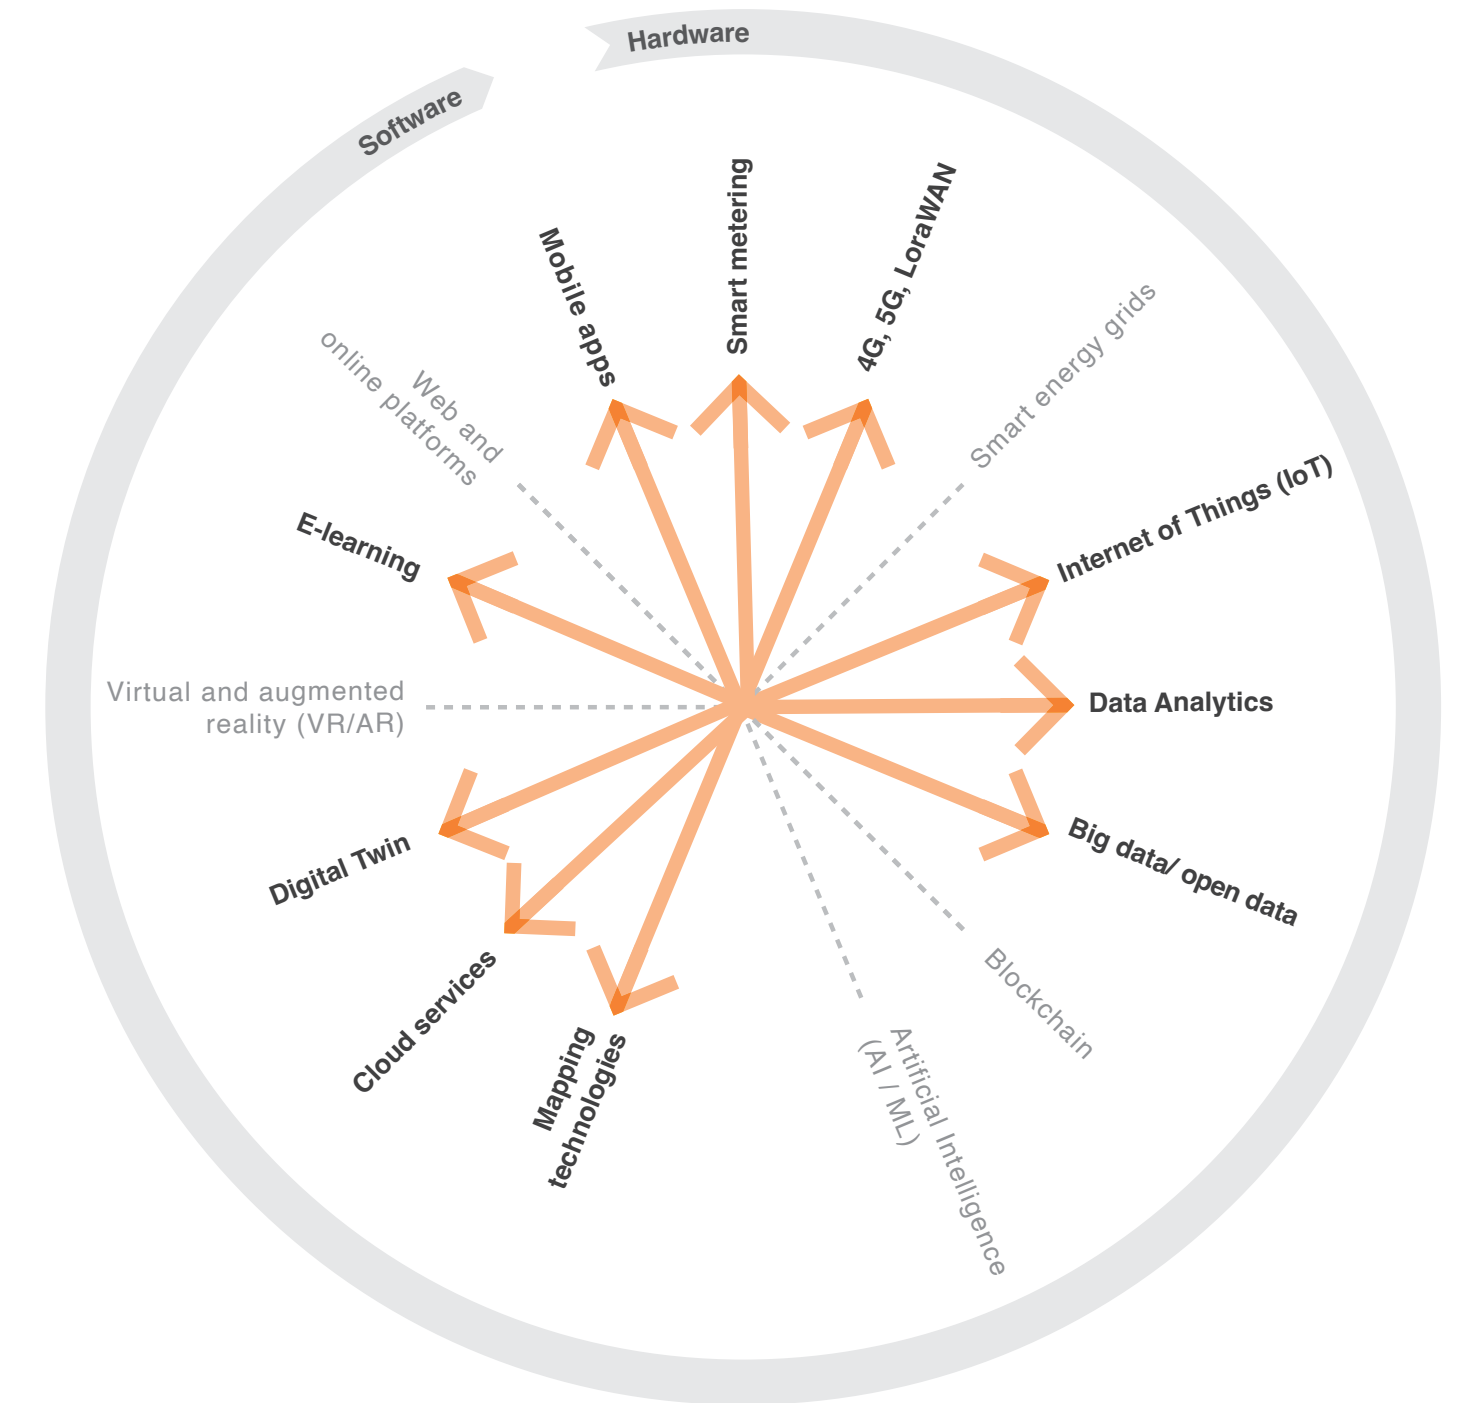 Hardware
Software
Smart metering
4G, 5G, LoraWAN
Smart energy grids
Internet of Things (IoT)
Data Analytics
Big data/ open data
Blockchain
Artificial Intelligence
(AI / ML)
Mapping
technologies
Cloud services
Digital Twin
Virtual and augmented
reality (VR/AR)
E-learning
Web and
online platforms
Mobile apps